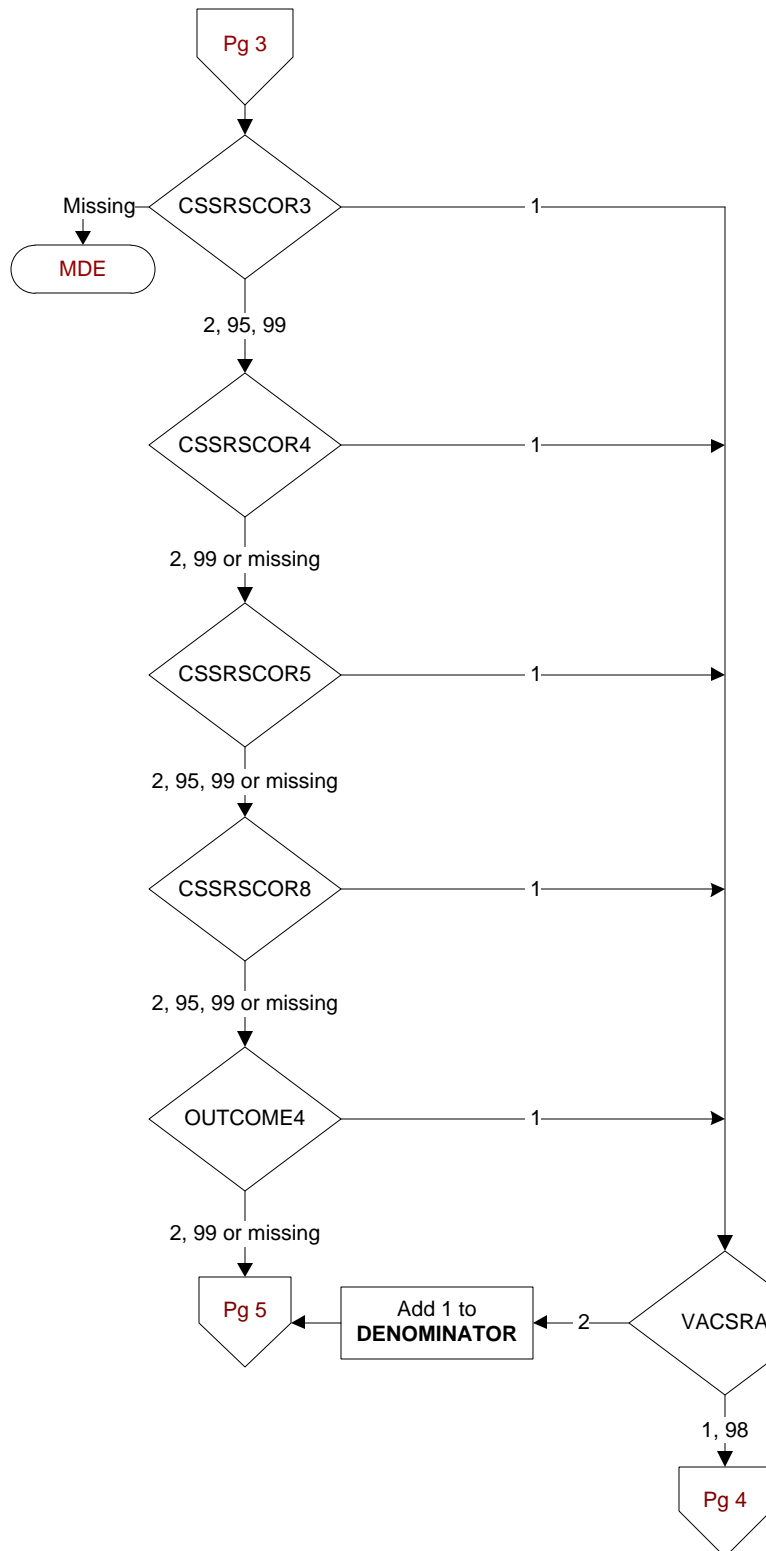 Pg 3
CSSRSCOR3
Missing
1
MDE
2, 95, 99
CSSRSCOR4
1
2, 99 or missing
CSSRSCOR5
1
2, 95, 99 or missing
CSSRSCOR8
1
2, 95, 99 or missing
OUTCOME4
1
2, 99 or missing
Pg 5
Add 1 to
DENOMINATOR
2
VACSRA
1, 98
Pg 4